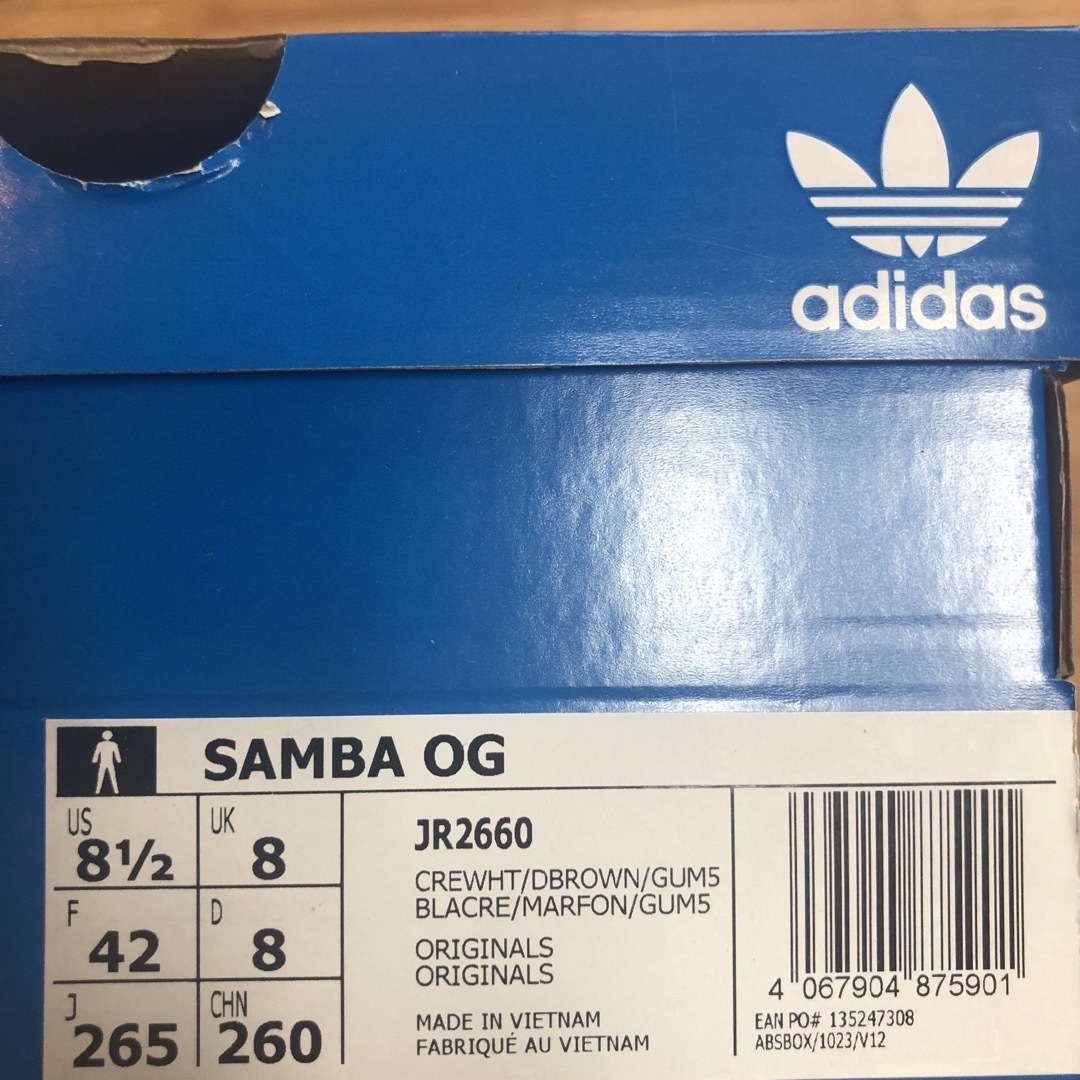 adidas
SAMBA OG
US 8½
UK 8
F 42
D 8
J 265
CHN 260
JR2660
CREWHT/DBROWN/GUM5
BLACRE/MARFON/GUM5
ORIGINALS
ORIGINALS
MADE IN VIETNAM
FABRIQUÉ AU VIETNAM
4 067904 875901
EAN PO# 135247308
ABSBOX/1023/V12